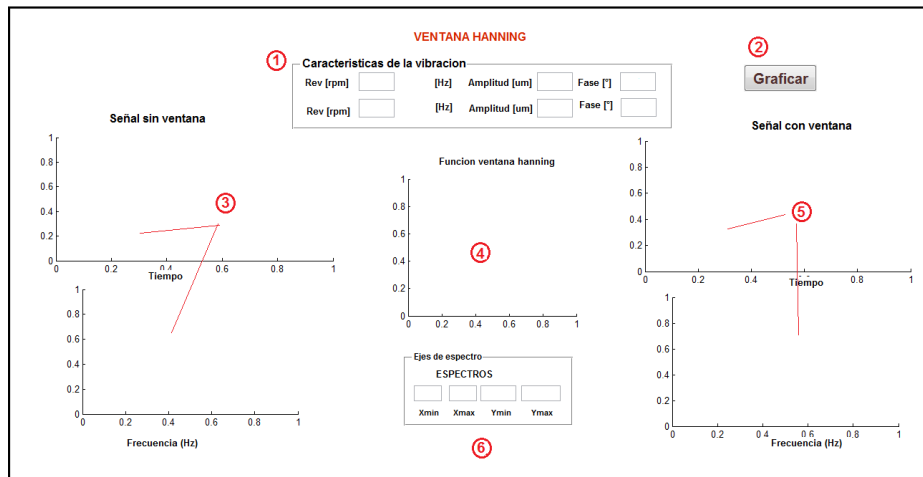 VENTANA HANNING
1
2
Caracteristicas de la vibracion
Rev [rpm] [Hz] Amplitud [um] Fase [°]
Rev [rpm] [Hz] Amplitud [um] Fase [°]
Graficar
Señal sin ventana
1
0.8
0.6
0.4
0.2
0
0 0.2 0.4 0.6 0.8 1
Tiempo
3
1
0.8
0.6
0.4
0.2
0
0 0.2 0.4 0.6 0.8 1
Frecuencia (Hz)
Funcion ventana hanning
1
0.8
0.6
0.4
0.2
0
0 0.2 0.4 0.6 0.8 1
4
Ejes de espectro
ESPECTROS
Xmin Xmax Ymin Ymax
6
Señal con ventana
1
0.8
0.6
0.4
0.2
0
0 0.2 0.4 0.8 1
Tiempo
5
1
0.8
0.6
0.4
0.2
0
0 0.2 0.4 0.6 0.8 1
Frecuencia (Hz)